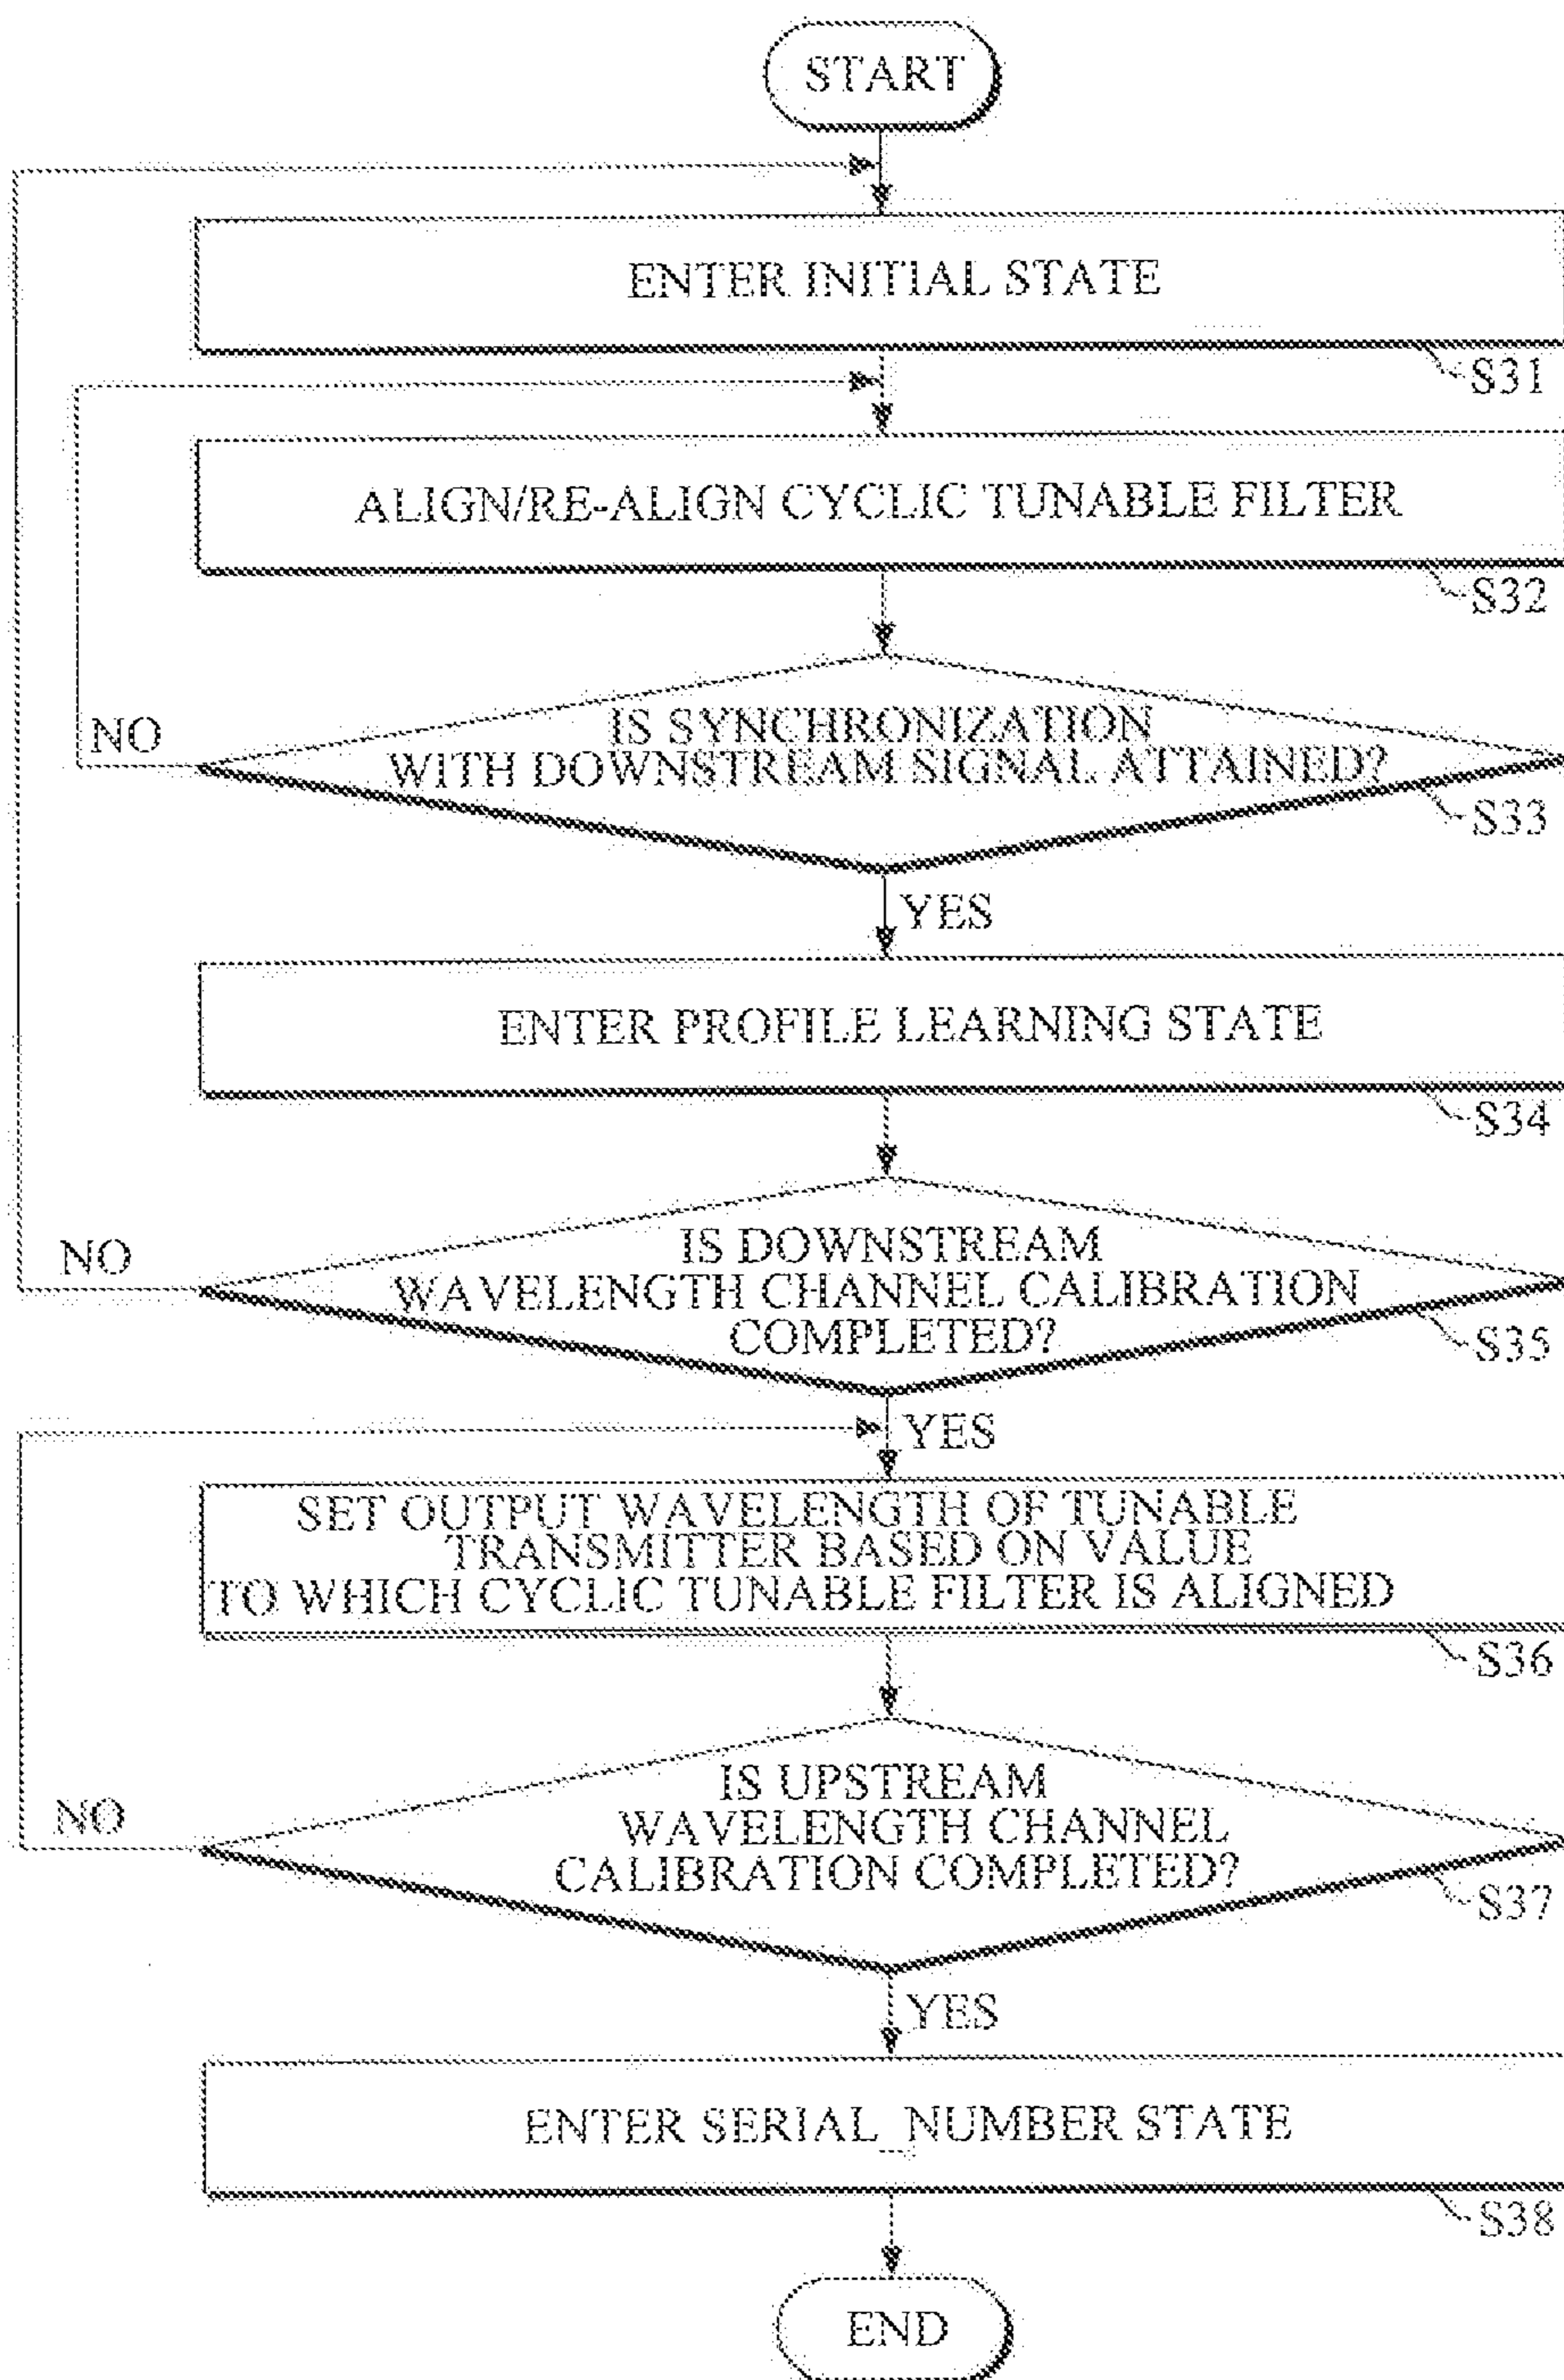 START
ENTER INITIAL STATE
S31
ALIGN/RE-ALIGN CYCLIC TUNABLE FILTER
S32
IS SYNCHRONIZATION
WITH DOWNSTREAM SIGNAL ATTAINED?
NO
S33
YES
ENTER PROFILE LEARNING STATE
S34
IS DOWNSTREAM
WAVELENGTH CHANNEL CALIBRATION
COMPLETED?
NO
S35
YES
SET OUTPUT WAVELENGTH OF TUNABLE
TRANSMITTER BASED ON VALUE
TO WHICH CYCLIC TUNABLE FILTER IS ALIGNED
S36
IS UPSTREAM
WAVELENGTH CHANNEL
CALIBRATION COMPLETED?
NO
S37
YES
ENTER SERIAL_NUMBER STATE
S38
END